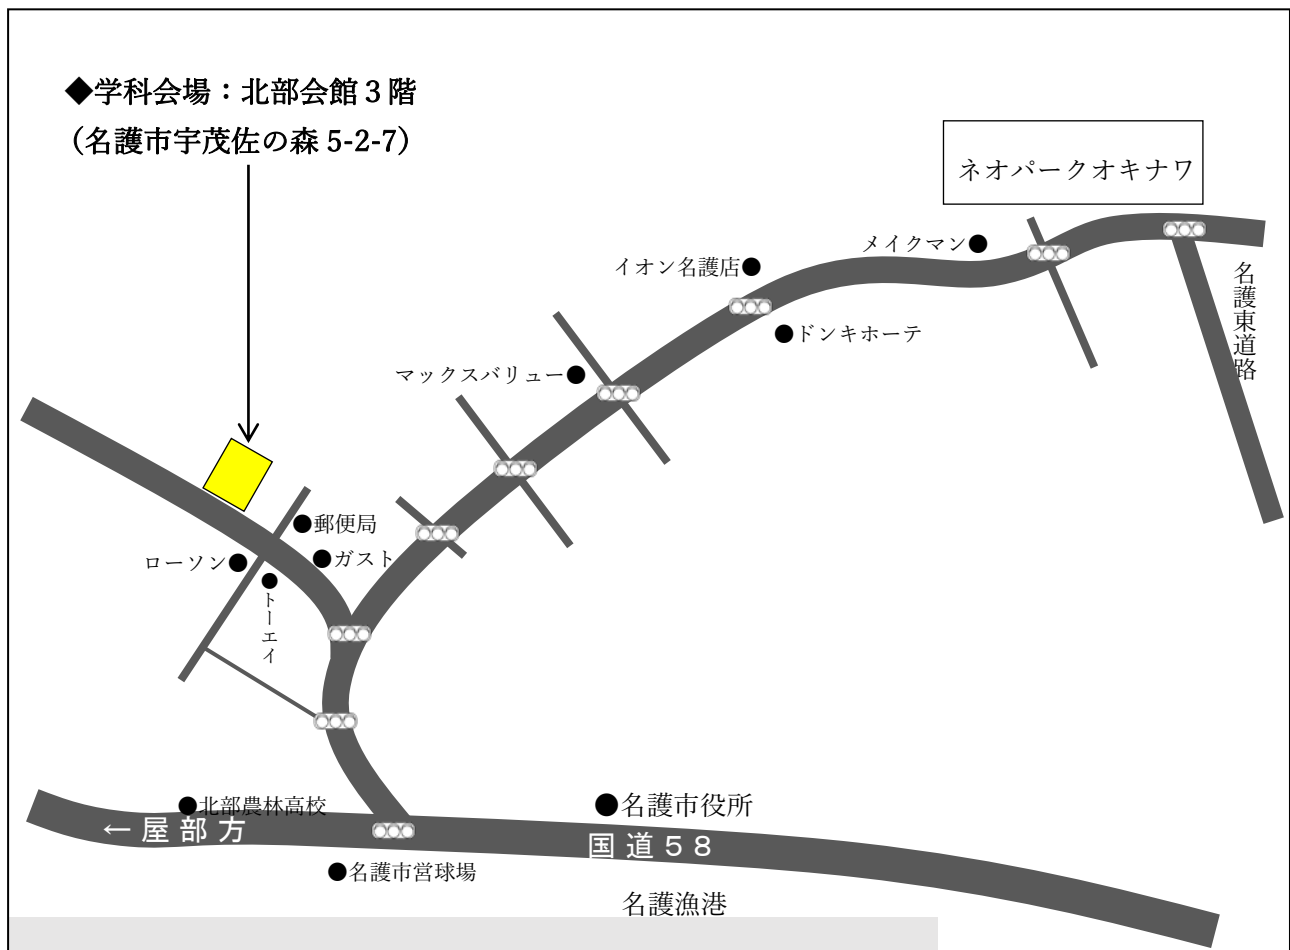 ◆学科会場：北部会館３階
（名護市宇茂佐の森 5-2-7）
ネオパークオキナワ
メイクマン●
イオン名護店●
●ドンキホーテ
名護東道路
マックスバリュー●
●郵便局
ローソン●
●ガスト
●トーエイ
●北部農林高校
●名護市役所
←屋部方
国道５８
●名護市営球場
名護漁港